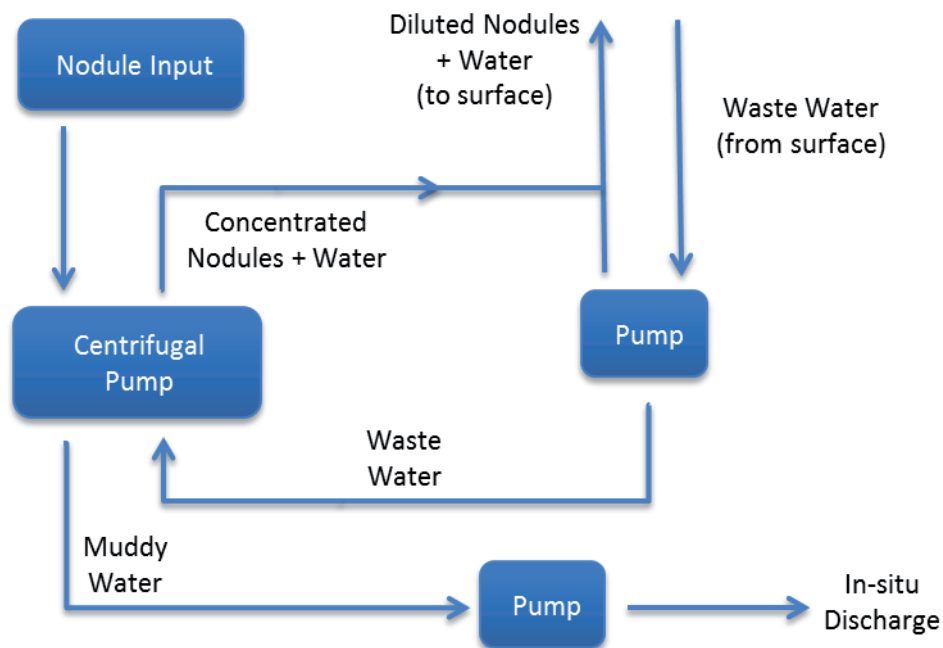 Nodule Input
Diluted Nodules
+ Water
(to surface)
Waste Water
(from surface)
Concentrated
Nodules + Water
Centrifugal
Pump
Pump
Waste
Water
Muddy
Water
Pump
In-situ
Discharge